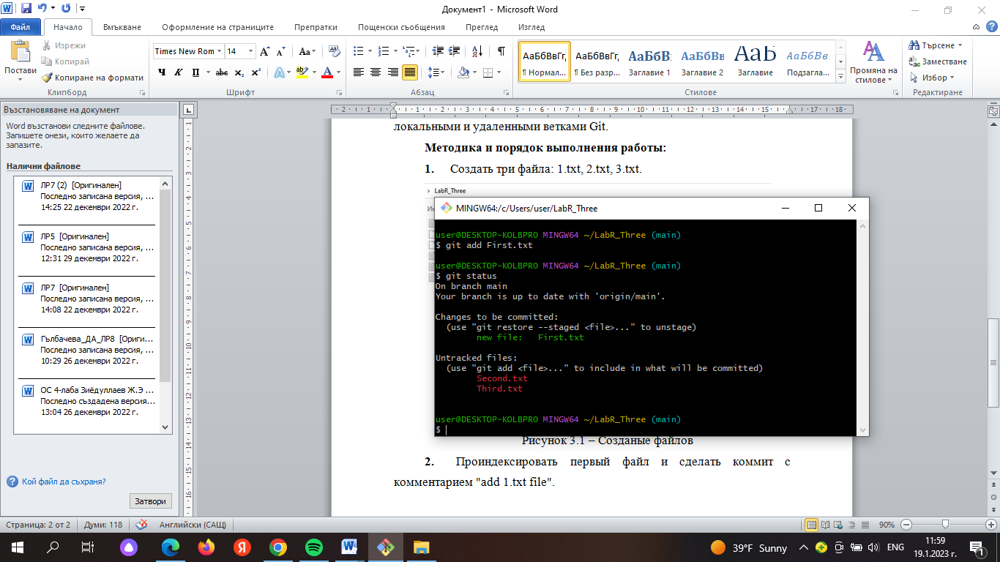 Документ1 - Microsoft Word
Файл Начало Вмъкване Оформление на страниците Препратки Пощенски съобщения Преглед Изглед
Постави
Изрежи
Копирай
Копиране на формати
Клипборд
Times New Rom 14
Шрифт
Абзац
АаБбВвГг, АаБбВвГг, АаБбВ АаБбВв АаБ АаБбВв.
¶ Нормал... ¶ Без разр... Заглавие 1 Заглавие 2 Заглавие Подзагла...
Промяна на стилове
Стилове
Търсене
Заместване
Избор
Редактиране
Възстановяване на документ
Word възстанови следните файлове.
Запишете онези, които желаете да
запазите.
Налични файлове
ЛР7 (2) [Оригинален]
Последно записана версия, ...
14:25 22 декември 2022 г.
ЛР5 [Оригинален]
Последно записана версия, ...
12:31 29 декември 2022 г.
ЛР7 [Оригинален]
Последно записана версия, ...
14:08 22 декември 2022 г.
Гълбачева_ДА_ЛР8 [Ориги...
Последно записана версия, ...
10:29 26 декември 2022 г.
ОС 4-лаба Зиёдуллаев Ж.Э ...
Последно създадена версия...
13:04 26 декември 2022 г.
Кой файл да съхраня?
Затвори
локальными и удаленными ветками Git.
Методика и порядок выполнения работы:
1. Создать три файла: 1.txt, 2.txt, 3.txt.
LabR_Three
MINGW64:/c/Users/user/LabR_Three
user@DESKTOP-KOLBPRO MINGW64 ~/LabR_Three (main)
$ git add First.txt
user@DESKTOP-KOLBPRO MINGW64 ~/LabR_Three (main)
$ git status
On branch main
Your branch is up to date with 'origin/main'.
Changes to be committed:
(use "git restore --staged <file>..." to unstage)
new file: First.txt
Untracked files:
(use "git add <file>..." to include in what will be committed)
Second.txt
Third.txt
user@DESKTOP-KOLBPRO MINGW64 ~/LabR_Three (main)
$
Рисунок 3.1 – Созданые файлов
2. Проиндексировать первый файл и сделать коммит с
комментарием "add 1.txt file".
Страница: 2 от 2 Думи: 118 Английски (САЩ) 90%
39°F Sunny ENG 11:59
19.1.2023 г.